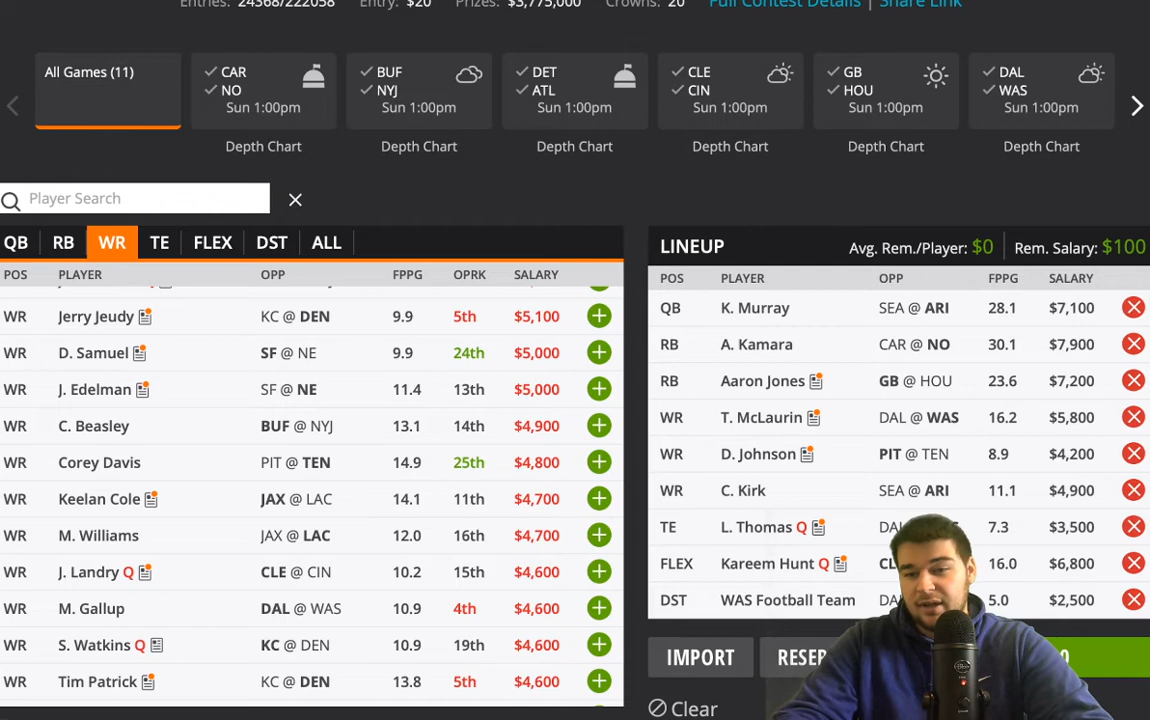 Entries: 24368/222058 Entry: $20 Prizes: $3,775,000 Crowns: 20 Full Contest Details | Share Link
All Games (11)
CAR
NO
Sun 1:00pm
Depth Chart
BUF
NYJ
Sun 1:00pm
Depth Chart
DET
ATL
Sun 1:00pm
Depth Chart
CLE
CIN
Sun 1:00pm
Depth Chart
GB
HOU
Sun 1:00pm
Depth Chart
DAL
WAS
Sun 1:00pm
Depth Chart
Player Search
QB RB WR TE FLEX DST ALL
POS PLAYER OPP FPPG OPRK SALARY
WR Jerry Jeudy KC @ DEN 9.9 5th $5,100
WR D. Samuel SF @ NE 9.9 24th $5,000
WR J. Edelman SF @ NE 11.4 13th $5,000
WR C. Beasley BUF @ NYJ 13.1 14th $4,900
WR Corey Davis PIT @ TEN 14.9 25th $4,800
WR Keelan Cole JAX @ LAC 14.1 11th $4,700
WR M. Williams JAX @ LAC 12.0 16th $4,700
WR J. Landry Q CLE @ CIN 10.2 15th $4,600
WR M. Gallup DAL @ WAS 10.9 4th $4,600
WR S. Watkins Q KC @ DEN 10.9 19th $4,600
WR Tim Patrick KC @ DEN 13.8 5th $4,600
LINEUP Avg. Rem./Player: $0 Rem. Salary: $100
POS PLAYER OPP FPPG SALARY
QB K. Murray SEA @ ARI 28.1 $7,100
RB A. Kamara CAR @ NO 30.1 $7,900
RB Aaron Jones GB @ HOU 23.6 $7,200
WR T. McLaurin DAL @ WAS 16.2 $5,800
WR D. Johnson PIT @ TEN 8.9 $4,200
WR C. Kirk SEA @ ARI 11.1 $4,900
TE L. Thomas Q 7.3 $3,500
FLEX Kareem Hunt Q 16.0 $6,800
DST WAS Football Team 5.0 $2,500
IMPORT
Clear